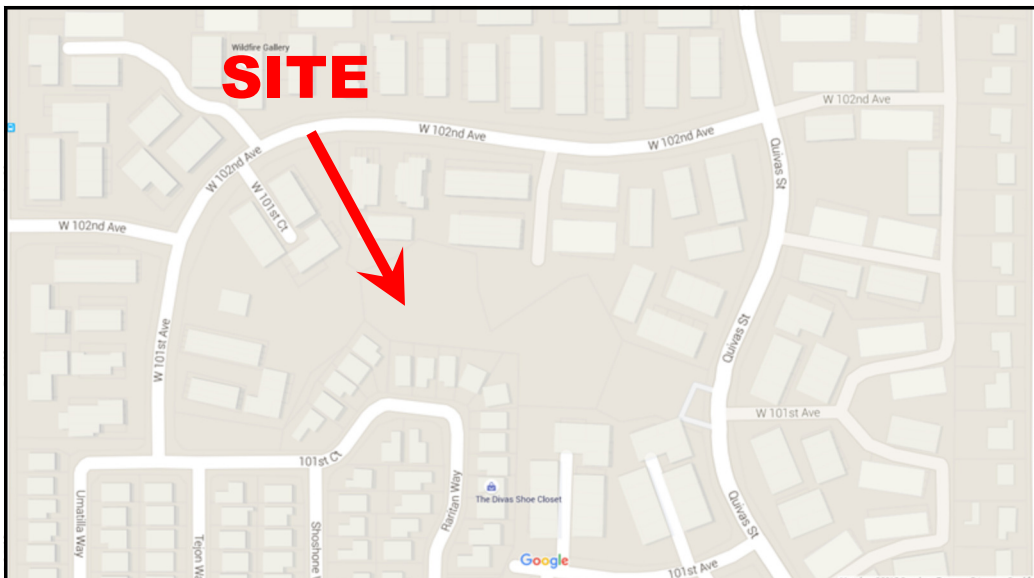 Wildfire Gallery
SITE
W 102nd Ave
W 102nd Ave
W 102nd Ave
W 102nd Ave
Quivas St
W 101st Ct
W 102nd Ave
Quivas St
W 101st Ave
W 101st Ave
101st Ct
Raritan Way
The Divas Shoe Closet
Umatilla Way
Shoshone
Quivas St
Google
101st Ave